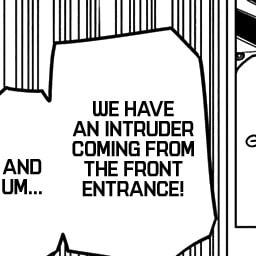 WE HAVE
AN INTRUDER
COMING FROM
THE FRONT
ENTRANCE!
AND
UM...